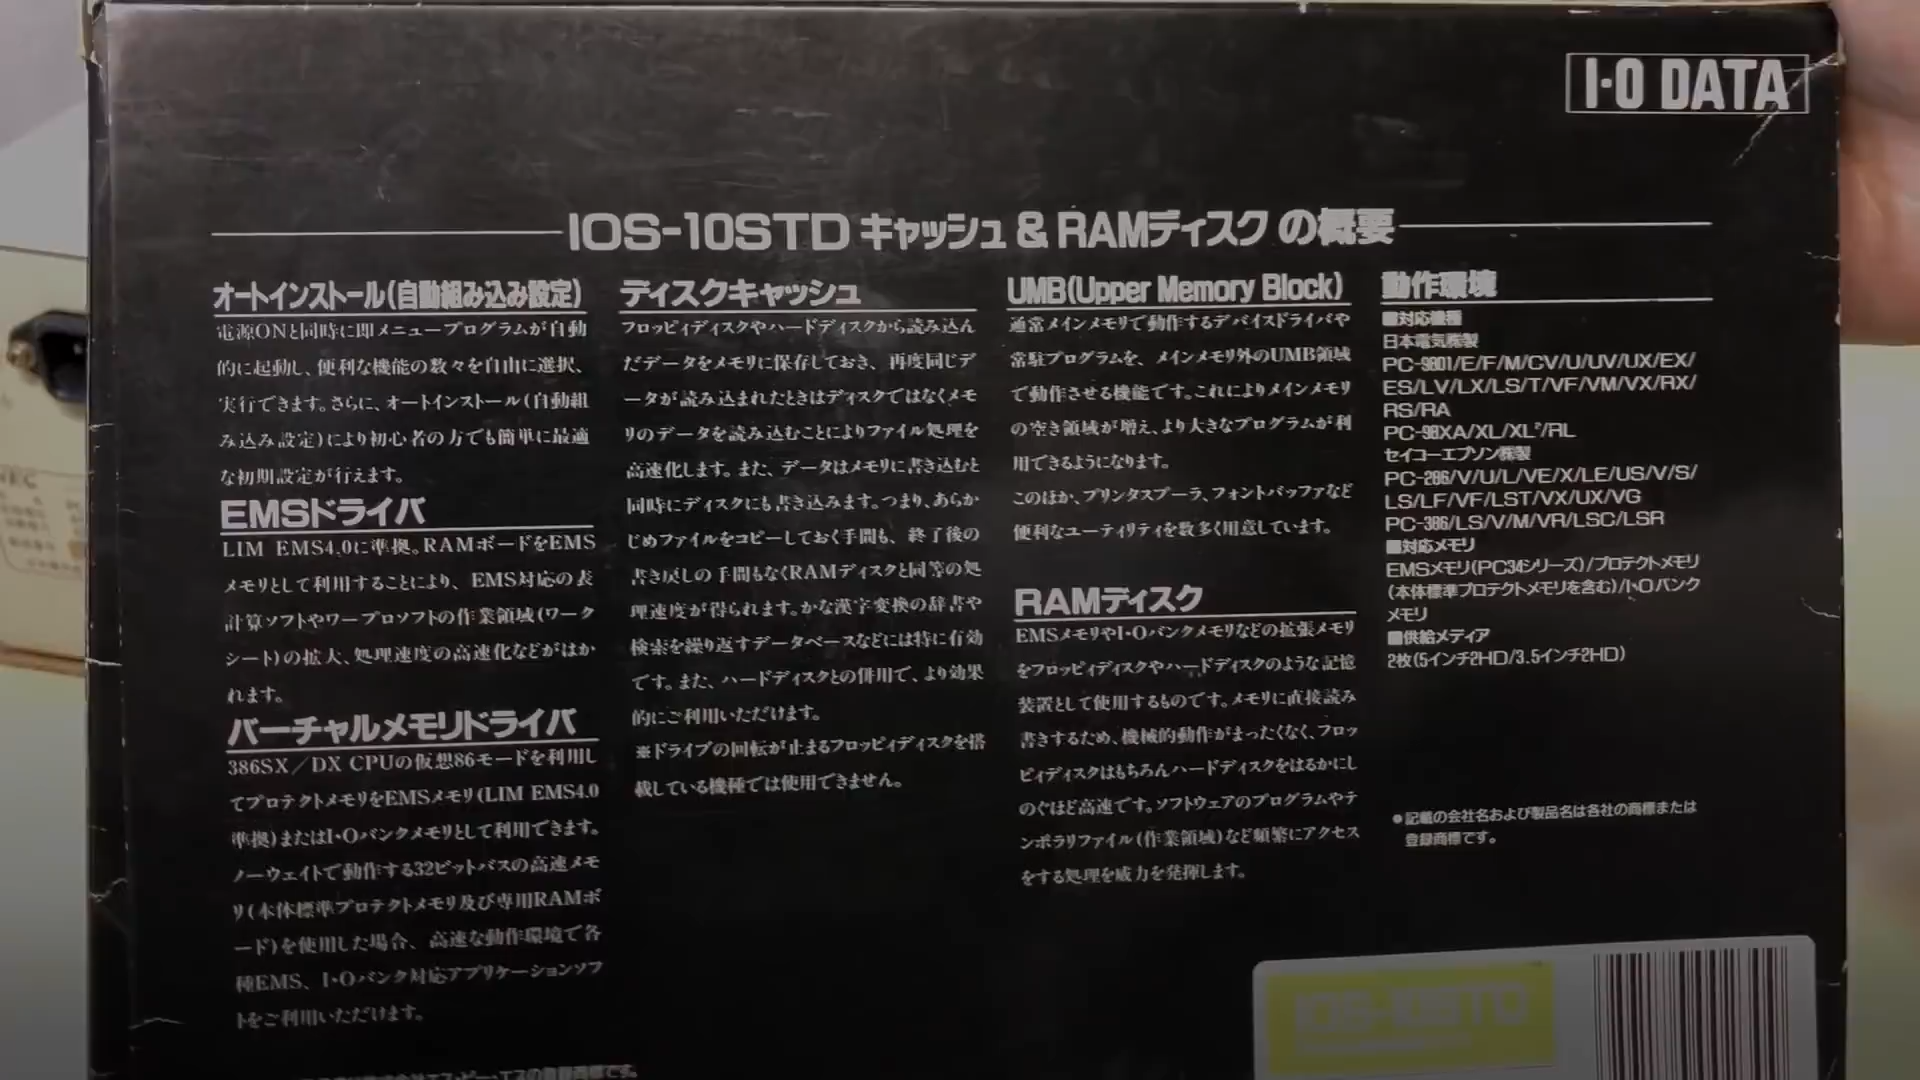 I・O DATA
IOS-10STD キャッシュ & RAMディスク の概要
オートインストール(自動組み込み設定)
電源ONと同時に即メニュープログラムが自動
的に起動し、便利な機能の数々を自由に選択、
実行できます。さらに、オートインストール(自動組
み込み設定)により初心者の方でも簡単に最適
な初期設定が行えます。
EMSドライバ
LIM EMS4.0に準拠。RAMボードをEMS
メモリとして利用することにより、EMS対応の表
計算ソフトやワープロソフトの作業領域(ワーク
シート)の拡大、処理速度の高速化などがはか
れます。
バーチャルメモリドライバ
386SX/DX CPUの仮想86モードを利用し
てプロテクトメモリをEMSメモリ(LIM EMS4.0
準拠)またはI・Oバンクメモリとして利用できます。
ノーウェイトで動作する32ビットバスの高速メモ
リ(本体標準プロテクトメモリ及び専用RAMボ
ード)を使用した場合、高速な動作環境で各
種EMS、I・Oバンク対応アプリケーションソフ
トをご利用いただけます。
ディスクキャッシュ
フロッピィディスクやハードディスクから読み込ん
だデータをメモリに保存しておき、再度同じデ
ータが読み込まれたときはディスクではなくメモ
リのデータを読み込むことによりファイル処理を
高速化します。また、データはメモリに書き込むと
同時にディスクにも書き込みます。つまり、あらか
じめファイルをコピーしておく手間も、終了後の
書き戻しの手間もなくRAMディスクと同等の処
理速度が得られます。かな漢字変換の辞書や
検索を繰り返すデータベースなどには特に有効
です。また、ハードディスクとの併用で、より効果
的にご利用いただけます。
※ドライブの回転が止まるフロッピィディスクを搭
載している機種では使用できません。
UMB(Upper Memory Block)
通常メインメモリで動作するデバイスドライバや
常駐プログラムを、メインメモリ外のUMB領域
で動作させる機能です。これによりメインメモリ
の空き領域が増え、より大きなプログラムが利
用できるようになります。
このほか、プリンタスプーラ、フォントバッファなど
便利なユーティリティを数多く用意しています。
RAMディスク
EMSメモリやI・Oバンクメモリなどの拡張メモリ
をフロッピィディスクやハードディスクのような記憶
装置として使用するものです。メモリに直接読み
書きするため、機械的動作がまったくなく、フロッ
ピィディスクはもちろんハードディスクをはるかにし
のぐほど高速です。ソフトウェアのプログラムやテ
ンポラリファイル(作業領域)など頻繁にアクセス
をする処理を威力を発揮します。
動作環境
■対応機種
日本電気㈱製
PC-9801/E/F/M/CV/U/UV/UX/EX/
ES/LV/LX/LS/T/VF/VM/VX/RX/
RS/RA
PC-98XA/XL/XL²/RL
セイコーエプソン㈱製
PC-286/V/U/L/VE/X/LE/US/V/S/
LS/LF/VF/LST/VX/UX/VG
PC-386/LS/V/M/VR/LSC/LSR
■対応メモリ
EMSメモリ(PC34シリーズ)/プロテクトメモリ
(本体標準プロテクトメモリを含む)/I・Oバンク
メモリ
■供給メディア
2枚(5インチ2HD/3.5インチ2HD)
●記載の会社名および製品名は各社の商標または
登録商標です。
IOS-10STD
NEC